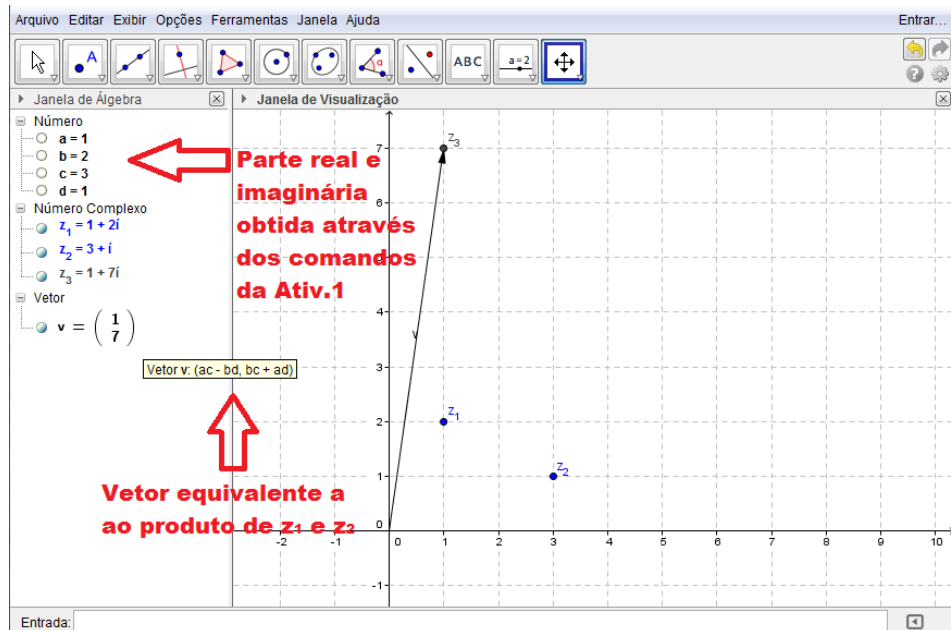 Arquivo Editar Exibir Opções Ferramentas Janela Ajuda Entrar...
A α ABC a=2
Janela de Álgebra
Janela de Visualização
Número
a = 1
b = 2
c = 3
d = 1
Número Complexo
z₁ = 1 + 2í
z₂ = 3 + í
z₃ = 1 + 7í
Vetor
v = ( 1 7 )
Vetor v: (ac - bd, bc + ad)
Parte real e
imaginária
obtida através
dos comandos
da Ativ.1
Vetor equivalente a
ao produto de z₁ e z₂
z₃
v
z₁
z₂
7
6
4
3
2
1
0
-1
-2 -1 0 1 2 3 4 5 6 7 8 9 10
Entrada: